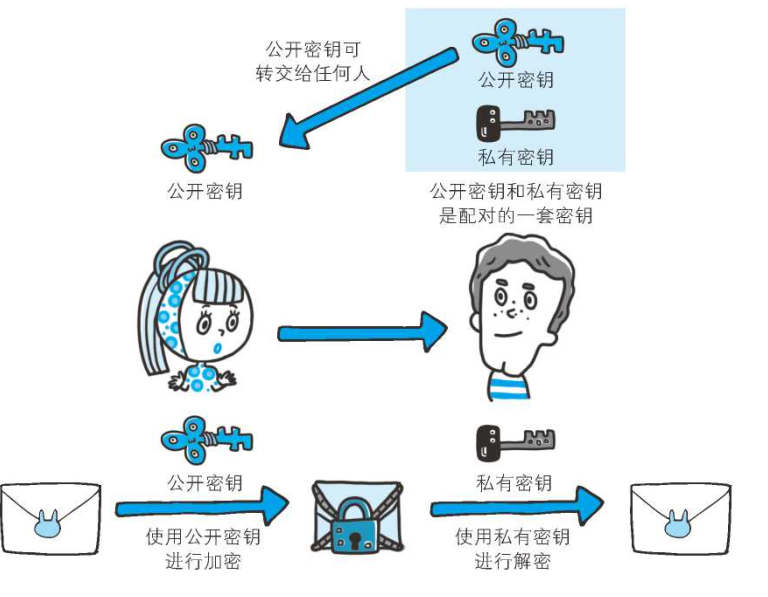 公开密钥可
转交给任何人
公开密钥
私有密钥
公开密钥
公开密钥和私有密钥
是配对的一套密钥
公开密钥
使用公开密钥
进行加密
私有密钥
使用私有密钥
进行解密